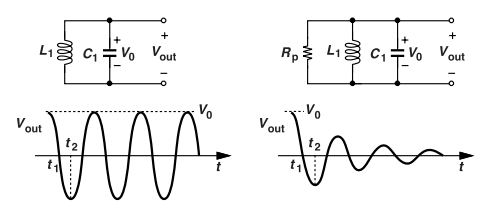 L1 C1 + V0 − + Vout −
Rp L1 C1 + V0 − + Vout −
Vout V0 t1 t2 t
Vout V0 t1 t2 t